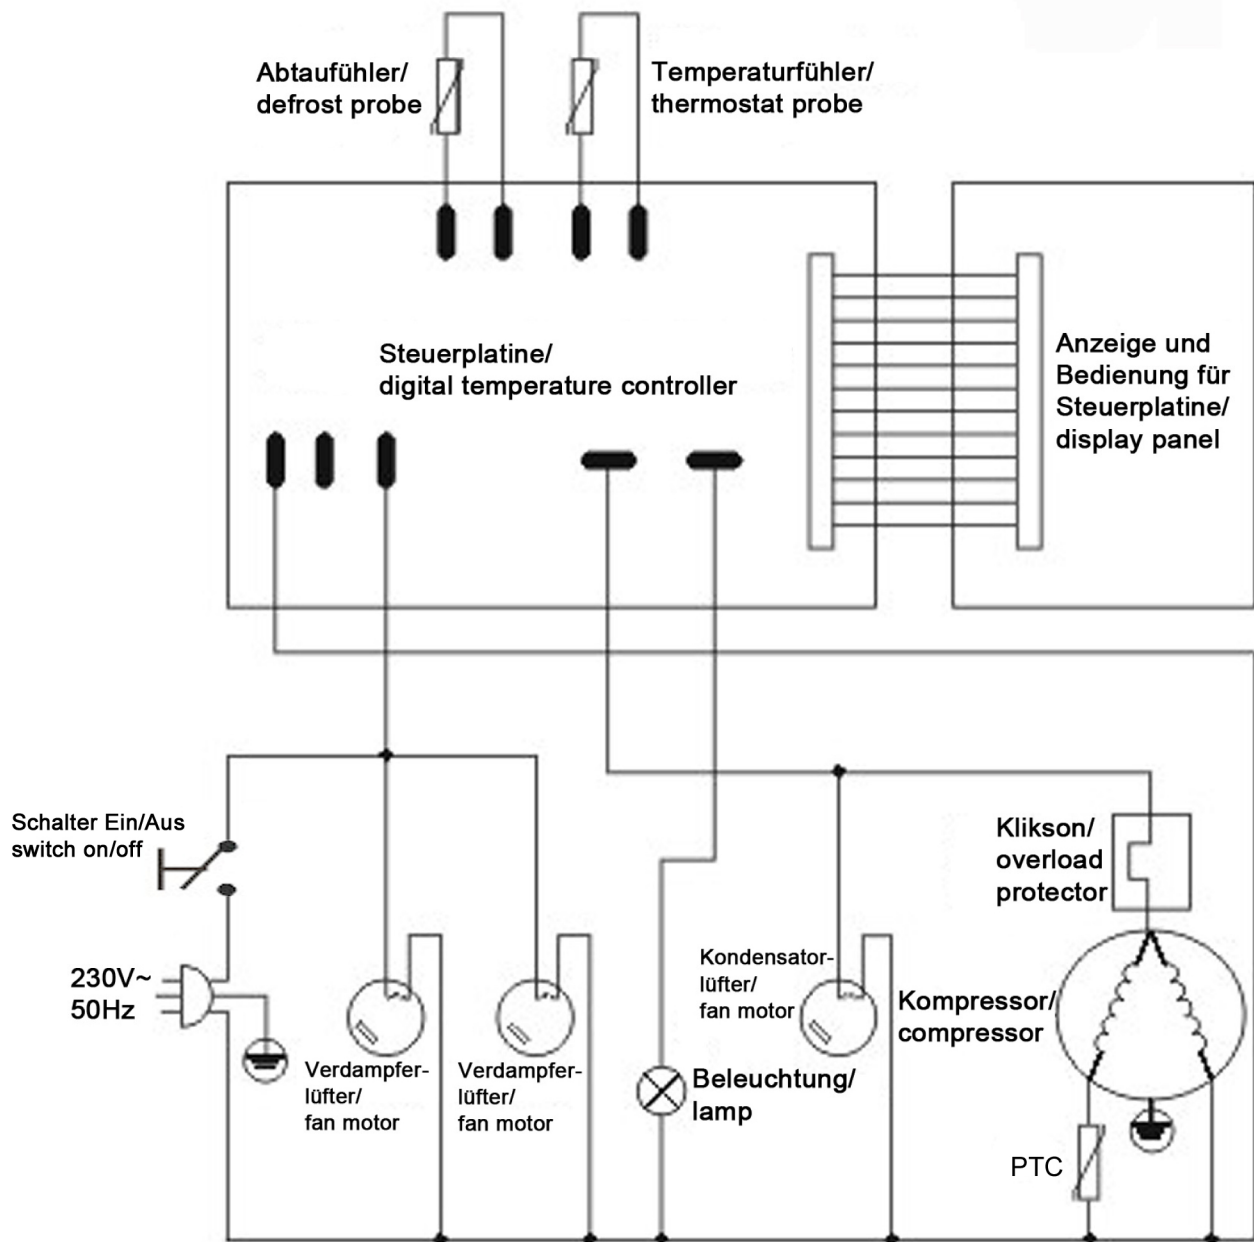 Abtaufühler/
defrost probe
Temperaturfühler/
thermostat probe
Steuerplatine/
digital temperature controller
Anzeige und
Bedienung für
Steuerplatine/
display panel
Schalter Ein/Aus
switch on/off
230V~
50Hz
Verdampfer-
lüfter/
fan motor
Verdampfer-
lüfter/
fan motor
Beleuchtung/
lamp
Kondensator-
lüfter/
fan motor
Klikson/
overload
protector
Kompressor/
compressor
PTC